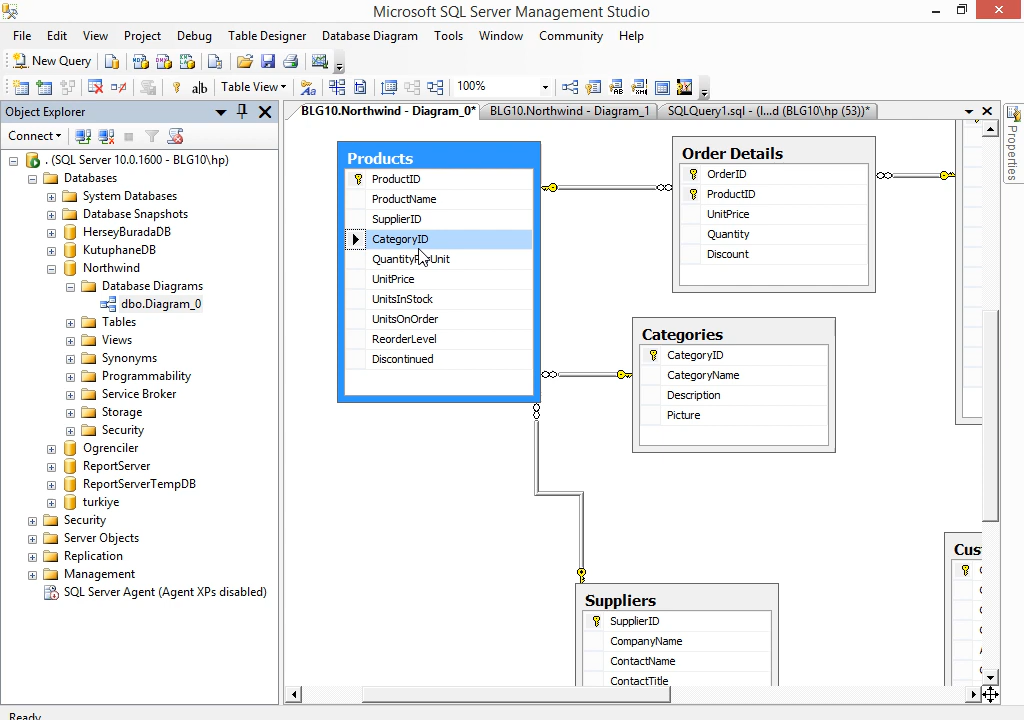 Microsoft SQL Server Management Studio
File Edit View Project Debug Table Designer Database Diagram Tools Window Community Help
New Query
Table View 100%
Object Explorer
BLG10.Northwind - Diagram_0* BLG10.Northwind - Diagram_1 SQLQuery1.sql - (l...d (BLG10\hp (53))*
Connect
Properties
. (SQL Server 10.0.1600 - BLG10\hp)
Databases
System Databases
Database Snapshots
HerseyBuradaDB
KutuphaneDB
Northwind
Database Diagrams
dbo.Diagram_0
Tables
Views
Synonyms
Programmability
Service Broker
Storage
Security
Ogrenciler
ReportServer
ReportServerTempDB
turkiye
Security
Server Objects
Replication
Management
SQL Server Agent (Agent XPs disabled)
Products
ProductID
ProductName
SupplierID
CategoryID
UnitPrice
UnitsInStock
UnitsOnOrder
ReorderLevel
Discontinued
Order Details
OrderID
ProductID
UnitPrice
Quantity
Discount
Categories
CategoryID
CategoryName
Description
Picture
Suppliers
SupplierID
CompanyName
ContactName
ContactTitle
Cus
Ready